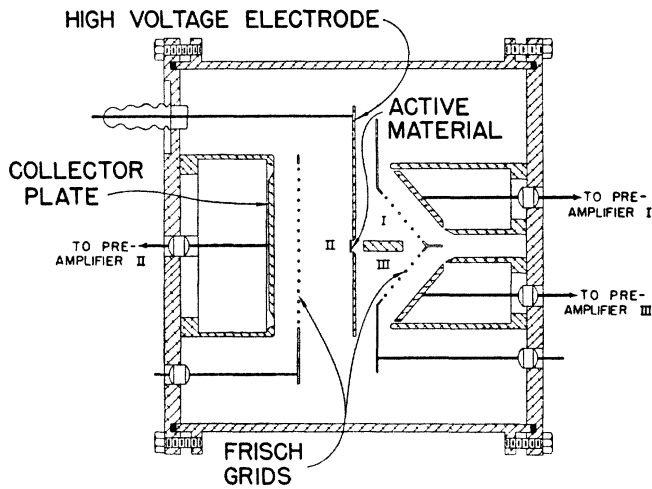 HIGH VOLTAGE ELECTRODE
ACTIVE
MATERIAL
COLLECTOR
PLATE
I
TO PRE-
AMPLIFIER I
II
TO PRE-
AMPLIFIER II
III
TO PRE-
AMPLIFIER III
FRISCH
GRIDS